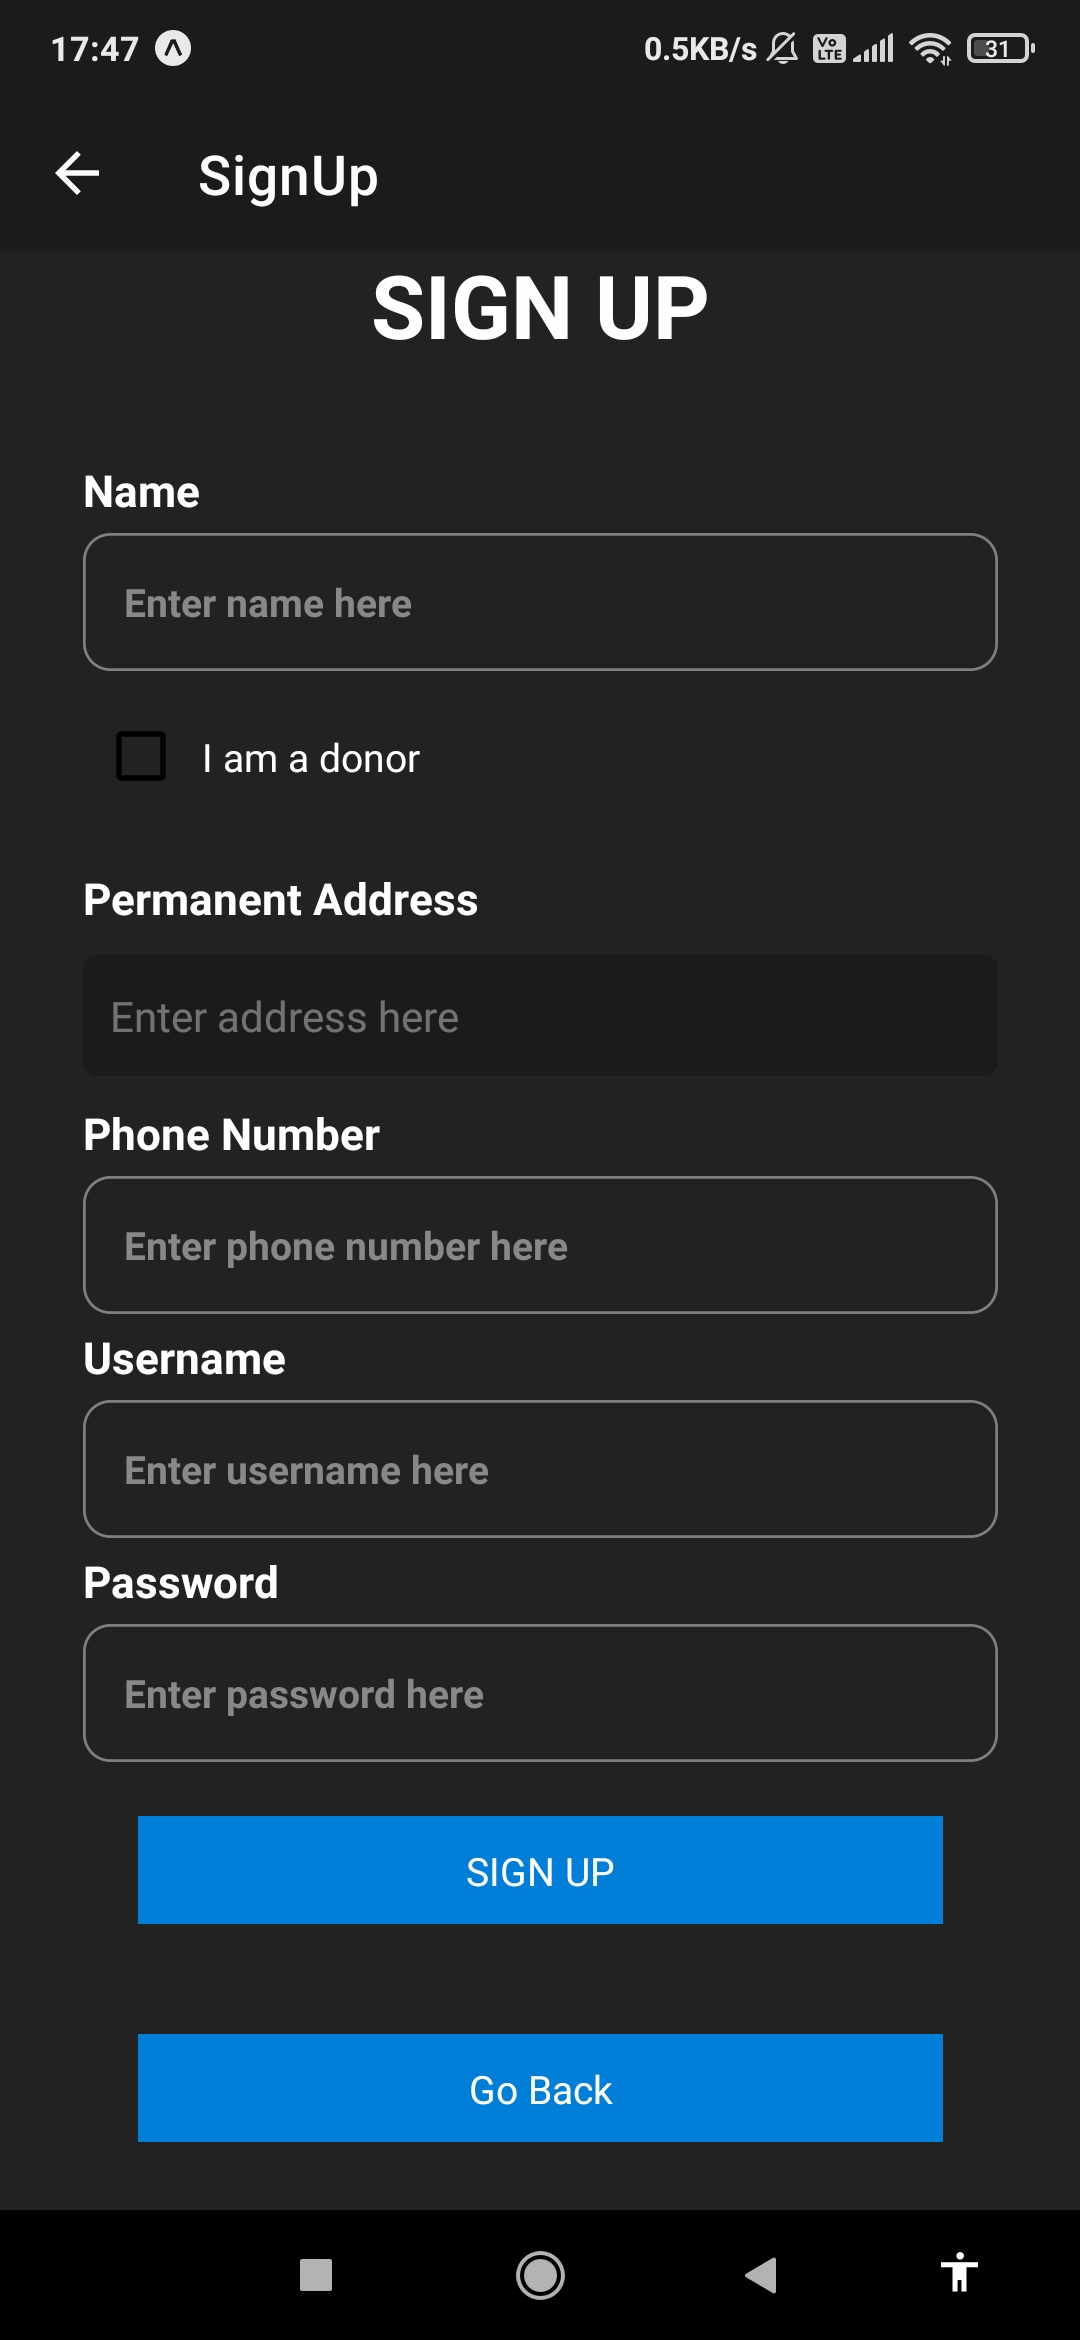 17:47 0.5KB/s Vo LTE 31
SignUp
SIGN UP
Name
Enter name here
I am a donor
Permanent Address
Enter address here
Phone Number
Enter phone number here
Username
Enter username here
Password
Enter password here
SIGN UP
Go Back